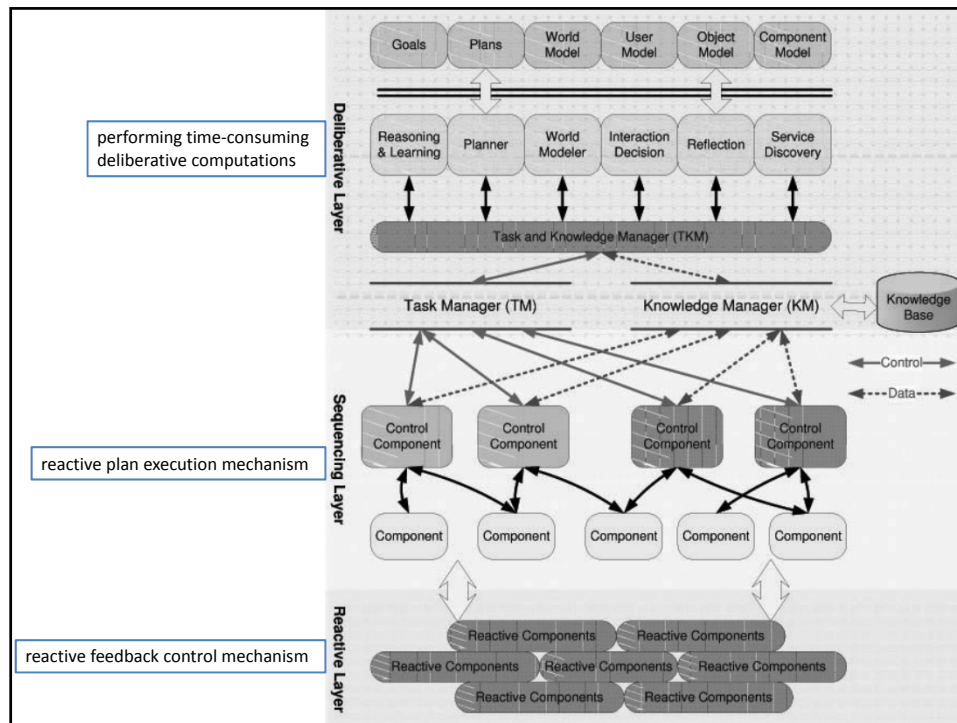 Goals
Plans
World
Model
User
Model
Object
Model
Component
Model
performing time-consuming
deliberative computations
Deliberative Layer
Reasoning
& Learning
Planner
World
Modeler
Interaction
Decision
Reflection
Service
Discovery
Task and Knowledge Manager (TKM)
Task Manager (TM)
Knowledge Manager (KM)
Knowledge
Base
Control
Data
Sequencing Layer
Control
Component
Control
Component
Control
Component
Control
Component
reactive plan execution mechanism
Component
Component
Component
Component
Component
Reactive Layer
Reactive Components
Reactive Components
reactive feedback control mechanism
Reactive Components
Reactive Components
Reactive Components
Reactive Components
Reactive Components